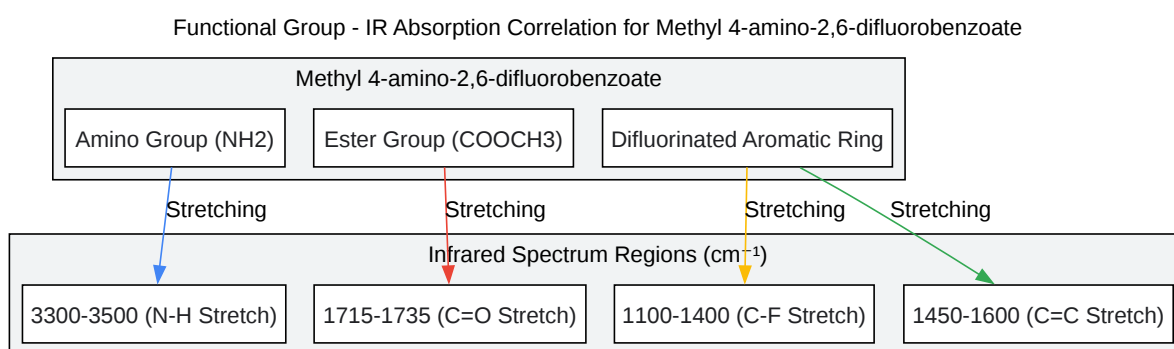 Functional Group - IR Absorption Correlation for Methyl 4-amino-2,6-difluorobenzoate
Methyl 4-amino-2,6-difluorobenzoate
Amino Group (NH2)
Ester Group (COOCH3)
Difluorinated Aromatic Ring
Stretching
Stretching
Stretching
Stretching
Infrared Spectrum Regions (cm⁻¹)
3300-3500 (N-H Stretch)
1715-1735 (C=O Stretch)
1100-1400 (C-F Stretch)
1450-1600 (C=C Stretch)